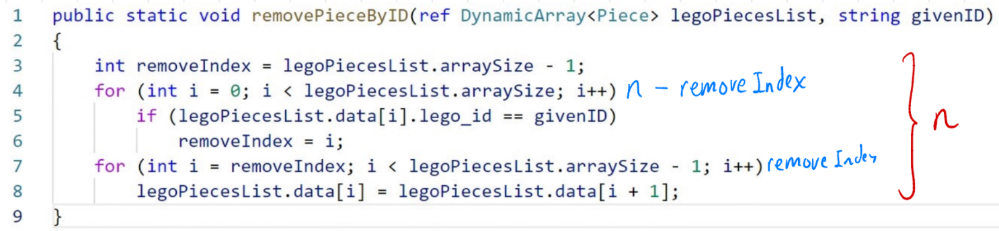 1 public static void removePieceByID(ref DynamicArray<Piece> legoPiecesList, string givenID)
2 {
3 int removeIndex = legoPiecesList.arraySize - 1;
4 for (int i = 0; i < legoPiecesList.arraySize; i++) n - remove Index
5 if (legoPiecesList.data[i].lego_id == givenID)
6 removeIndex = i;
7 for (int i = removeIndex; i < legoPiecesList.arraySize - 1; i++) remove Index
8 legoPiecesList.data[i] = legoPiecesList.data[i + 1];
9 }
} n